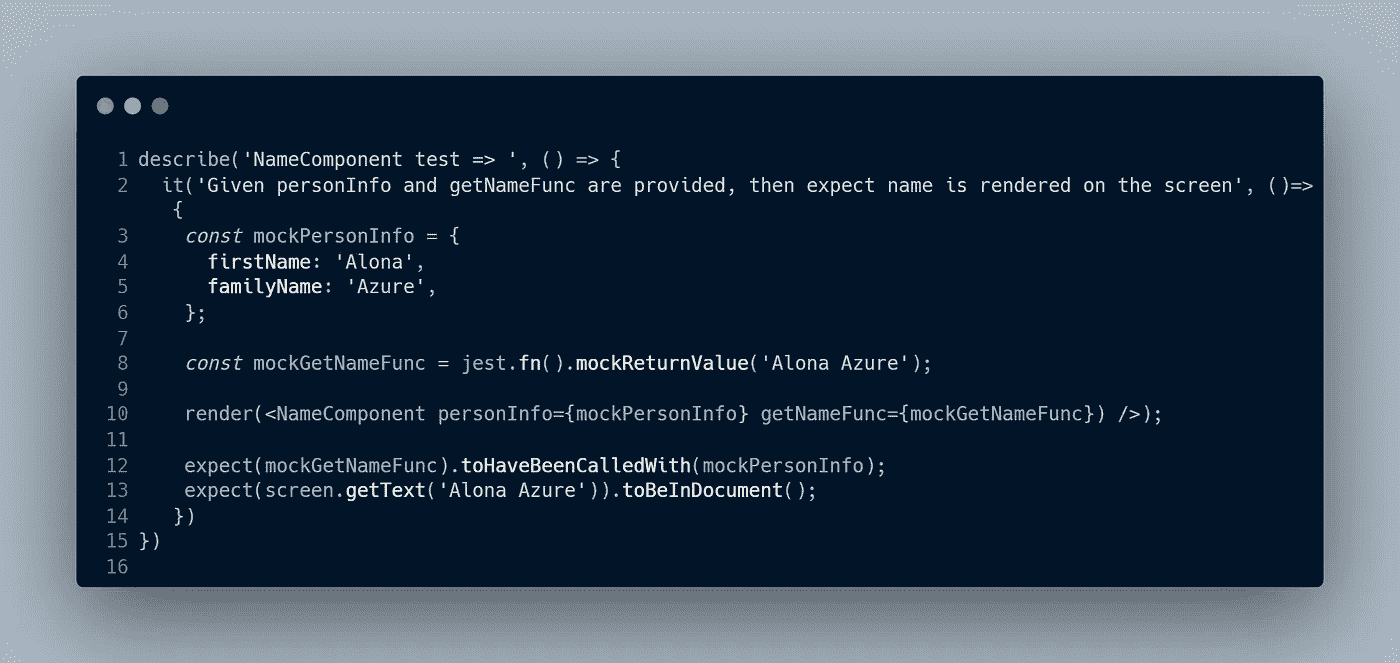 1 describe('NameComponent test => ', () => {
2 it('Given personInfo and getNameFunc are provided, then expect name is rendered on the screen', ()=>
{
3 const mockPersonInfo = {
4 firstName: 'Alona',
5 familyName: 'Azure',
6 };
7
8 const mockGetNameFunc = jest.fn().mockReturnValue('Alona Azure');
9
10 render(<NameComponent personInfo={mockPersonInfo} getNameFunc={mockGetNameFunc}) />);
11
12 expect(mockGetNameFunc).toHaveBeenCalledWith(mockPersonInfo);
13 expect(screen.getText('Alona Azure')).toBeInDocument();
14 })
15 })
16